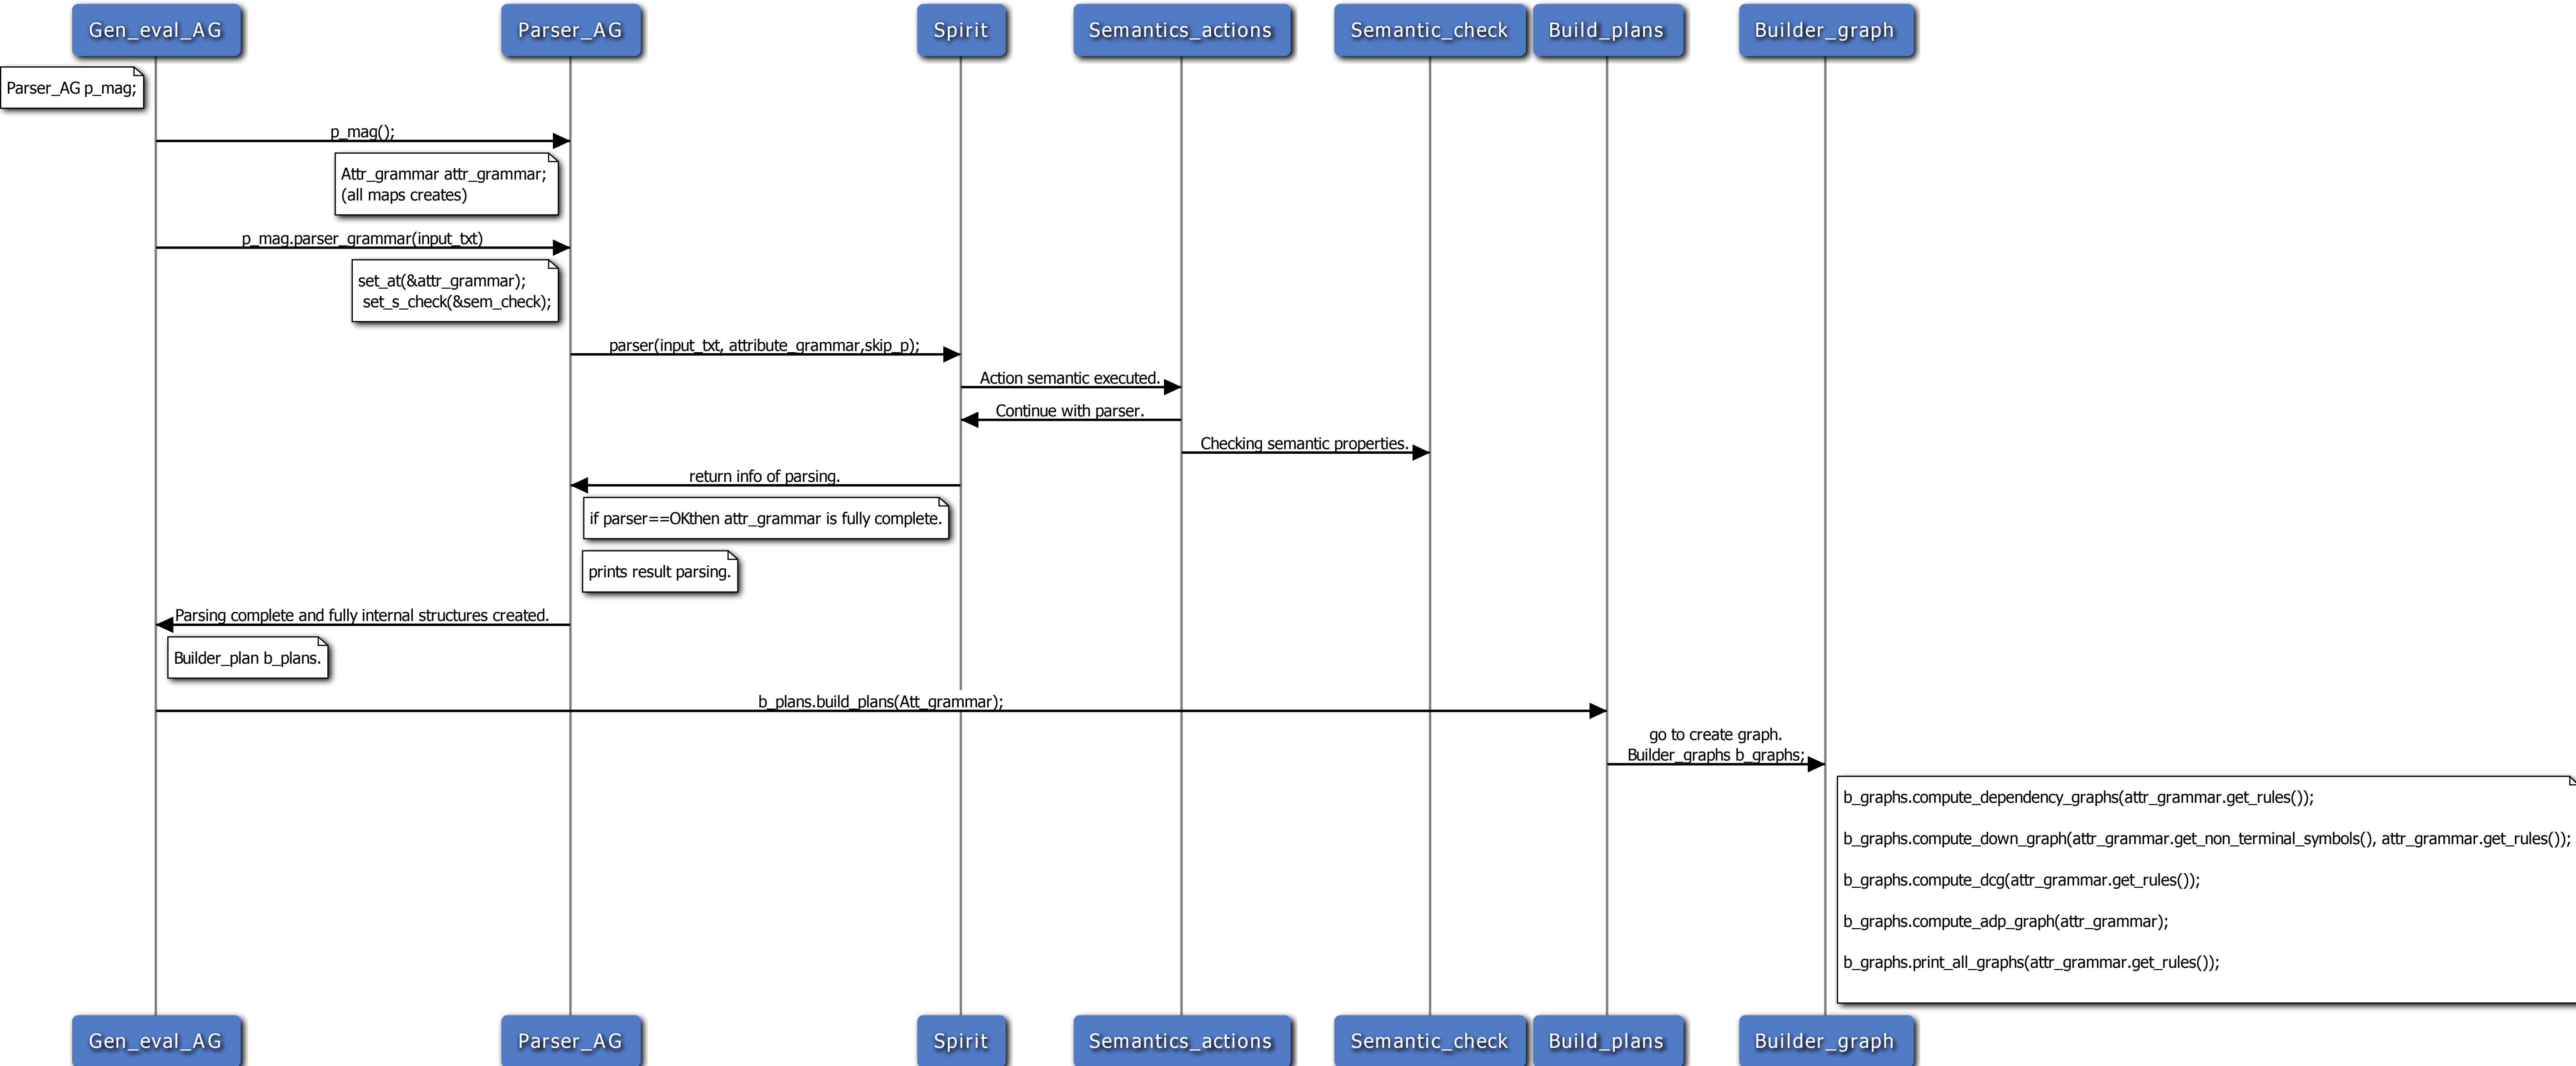 Gen_eval_AG
Parser_AG
Spirit
Semantics_actions
Semantic_check
Build_plans
Builder_graph
Parser_AG p_mag;
p_mag();
Attr_grammar attr_grammar;
(all maps creates)
p_mag.parser_grammar(input_txt)
set_at(&attr_grammar);
set_s_check(&sem_check);
parser(input_txt, attribute_grammar,skip_p);
Action semantic executed.
Continue with parser.
Checking semantic properties.
return info of parsing.
if parser==OKthen attr_grammar is fully complete.
prints result parsing.
Parsing complete and fully internal structures created.
Builder_plan b_plans.
b_plans.build_plans(Att_grammar);
go to create graph.
Builder_graphs b_graphs;
b_graphs.compute_dependency_graphs(attr_grammar.get_rules());
b_graphs.compute_down_graph(attr_grammar.get_non_terminal_symbols(), attr_grammar.get_rules());
b_graphs.compute_dcg(attr_grammar.get_rules());
b_graphs.compute_adp_graph(attr_grammar);
b_graphs.print_all_graphs(attr_grammar.get_rules());
Gen_eval_AG
Parser_AG
Spirit
Semantics_actions
Semantic_check
Build_plans
Builder_graph